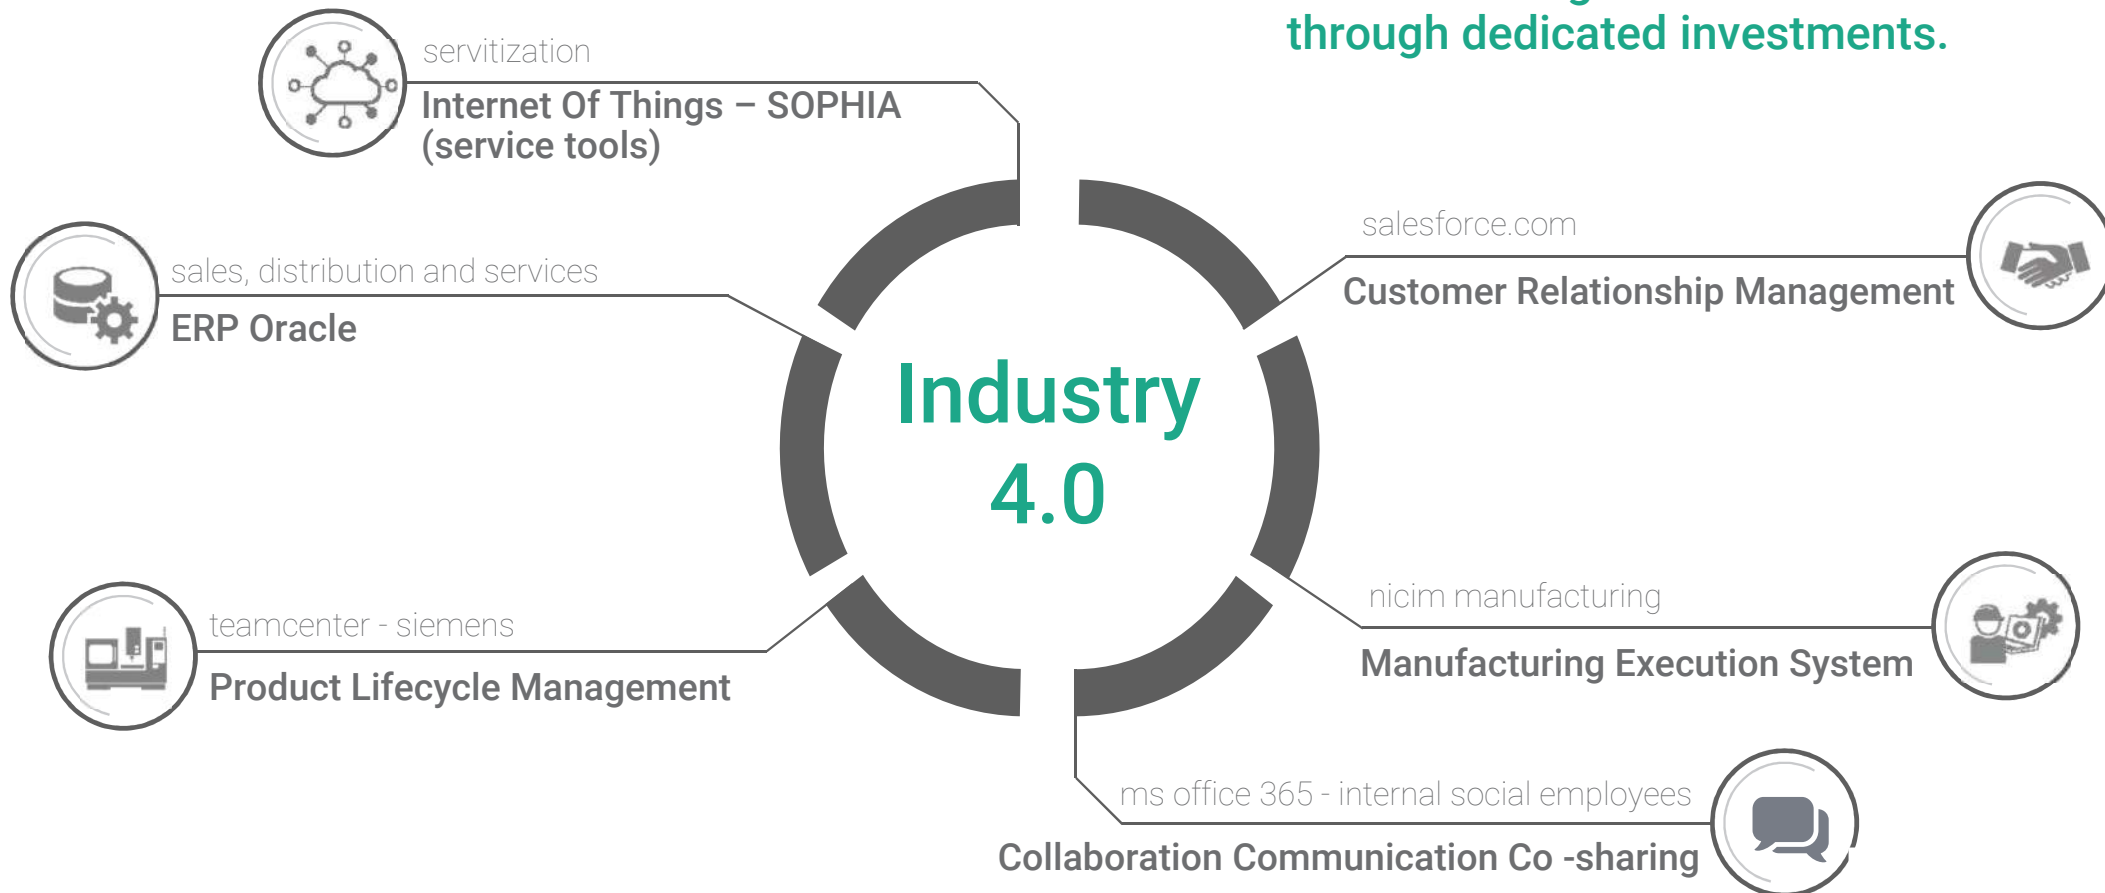 through dedicated investments.
servitization
Internet Of Things – SOPHIA
(service tools)
salesforce.com
Customer Relationship Management
sales, distribution and services
ERP Oracle
Industry
4.0
teamcenter - siemens
Product Lifecycle Management
nicim manufacturing
Manufacturing Execution System
ms office 365 - internal social employees
Collaboration Communication Co -sharing